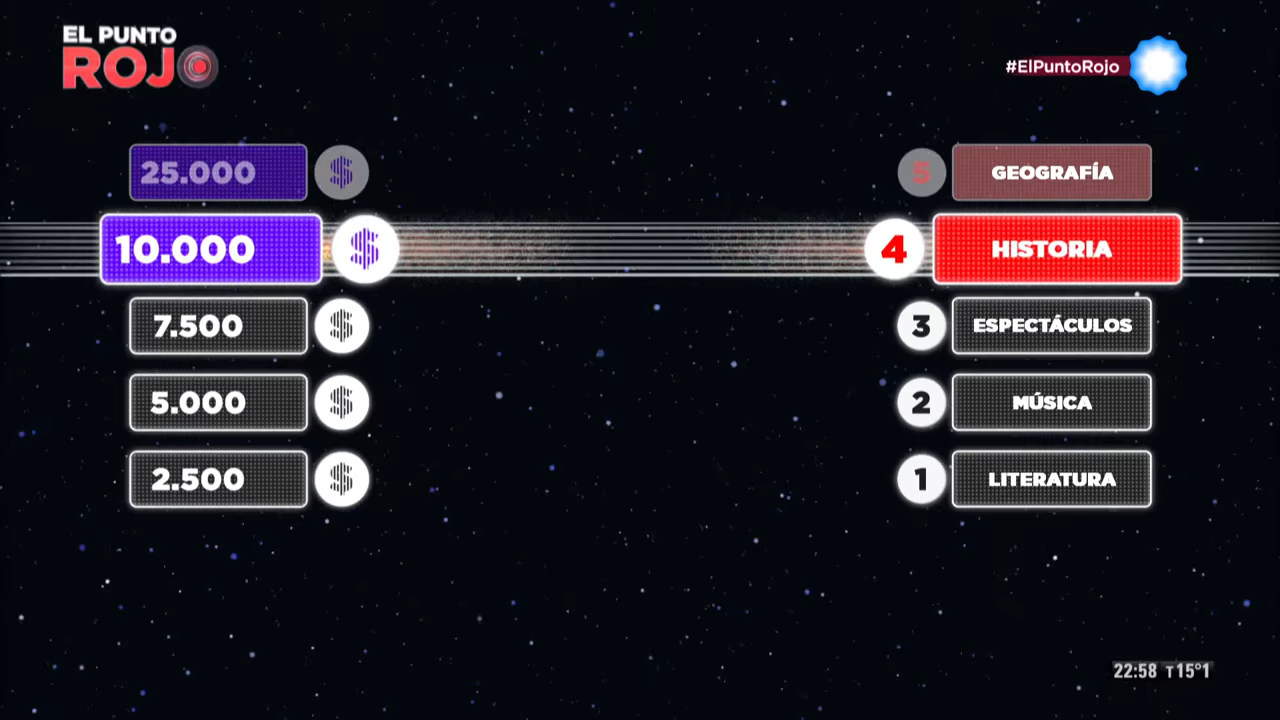 EL PUNTO
ROJO
#ElPuntoRojo
25.000 $ 5 GEOGRAFÍA
10.000 $ 4 HISTORIA
7.500 $ 3 ESPECTÁCULOS
5.000 $ 2 MÚSICA
2.500 $ 1 LITERATURA
22:58 T15°1